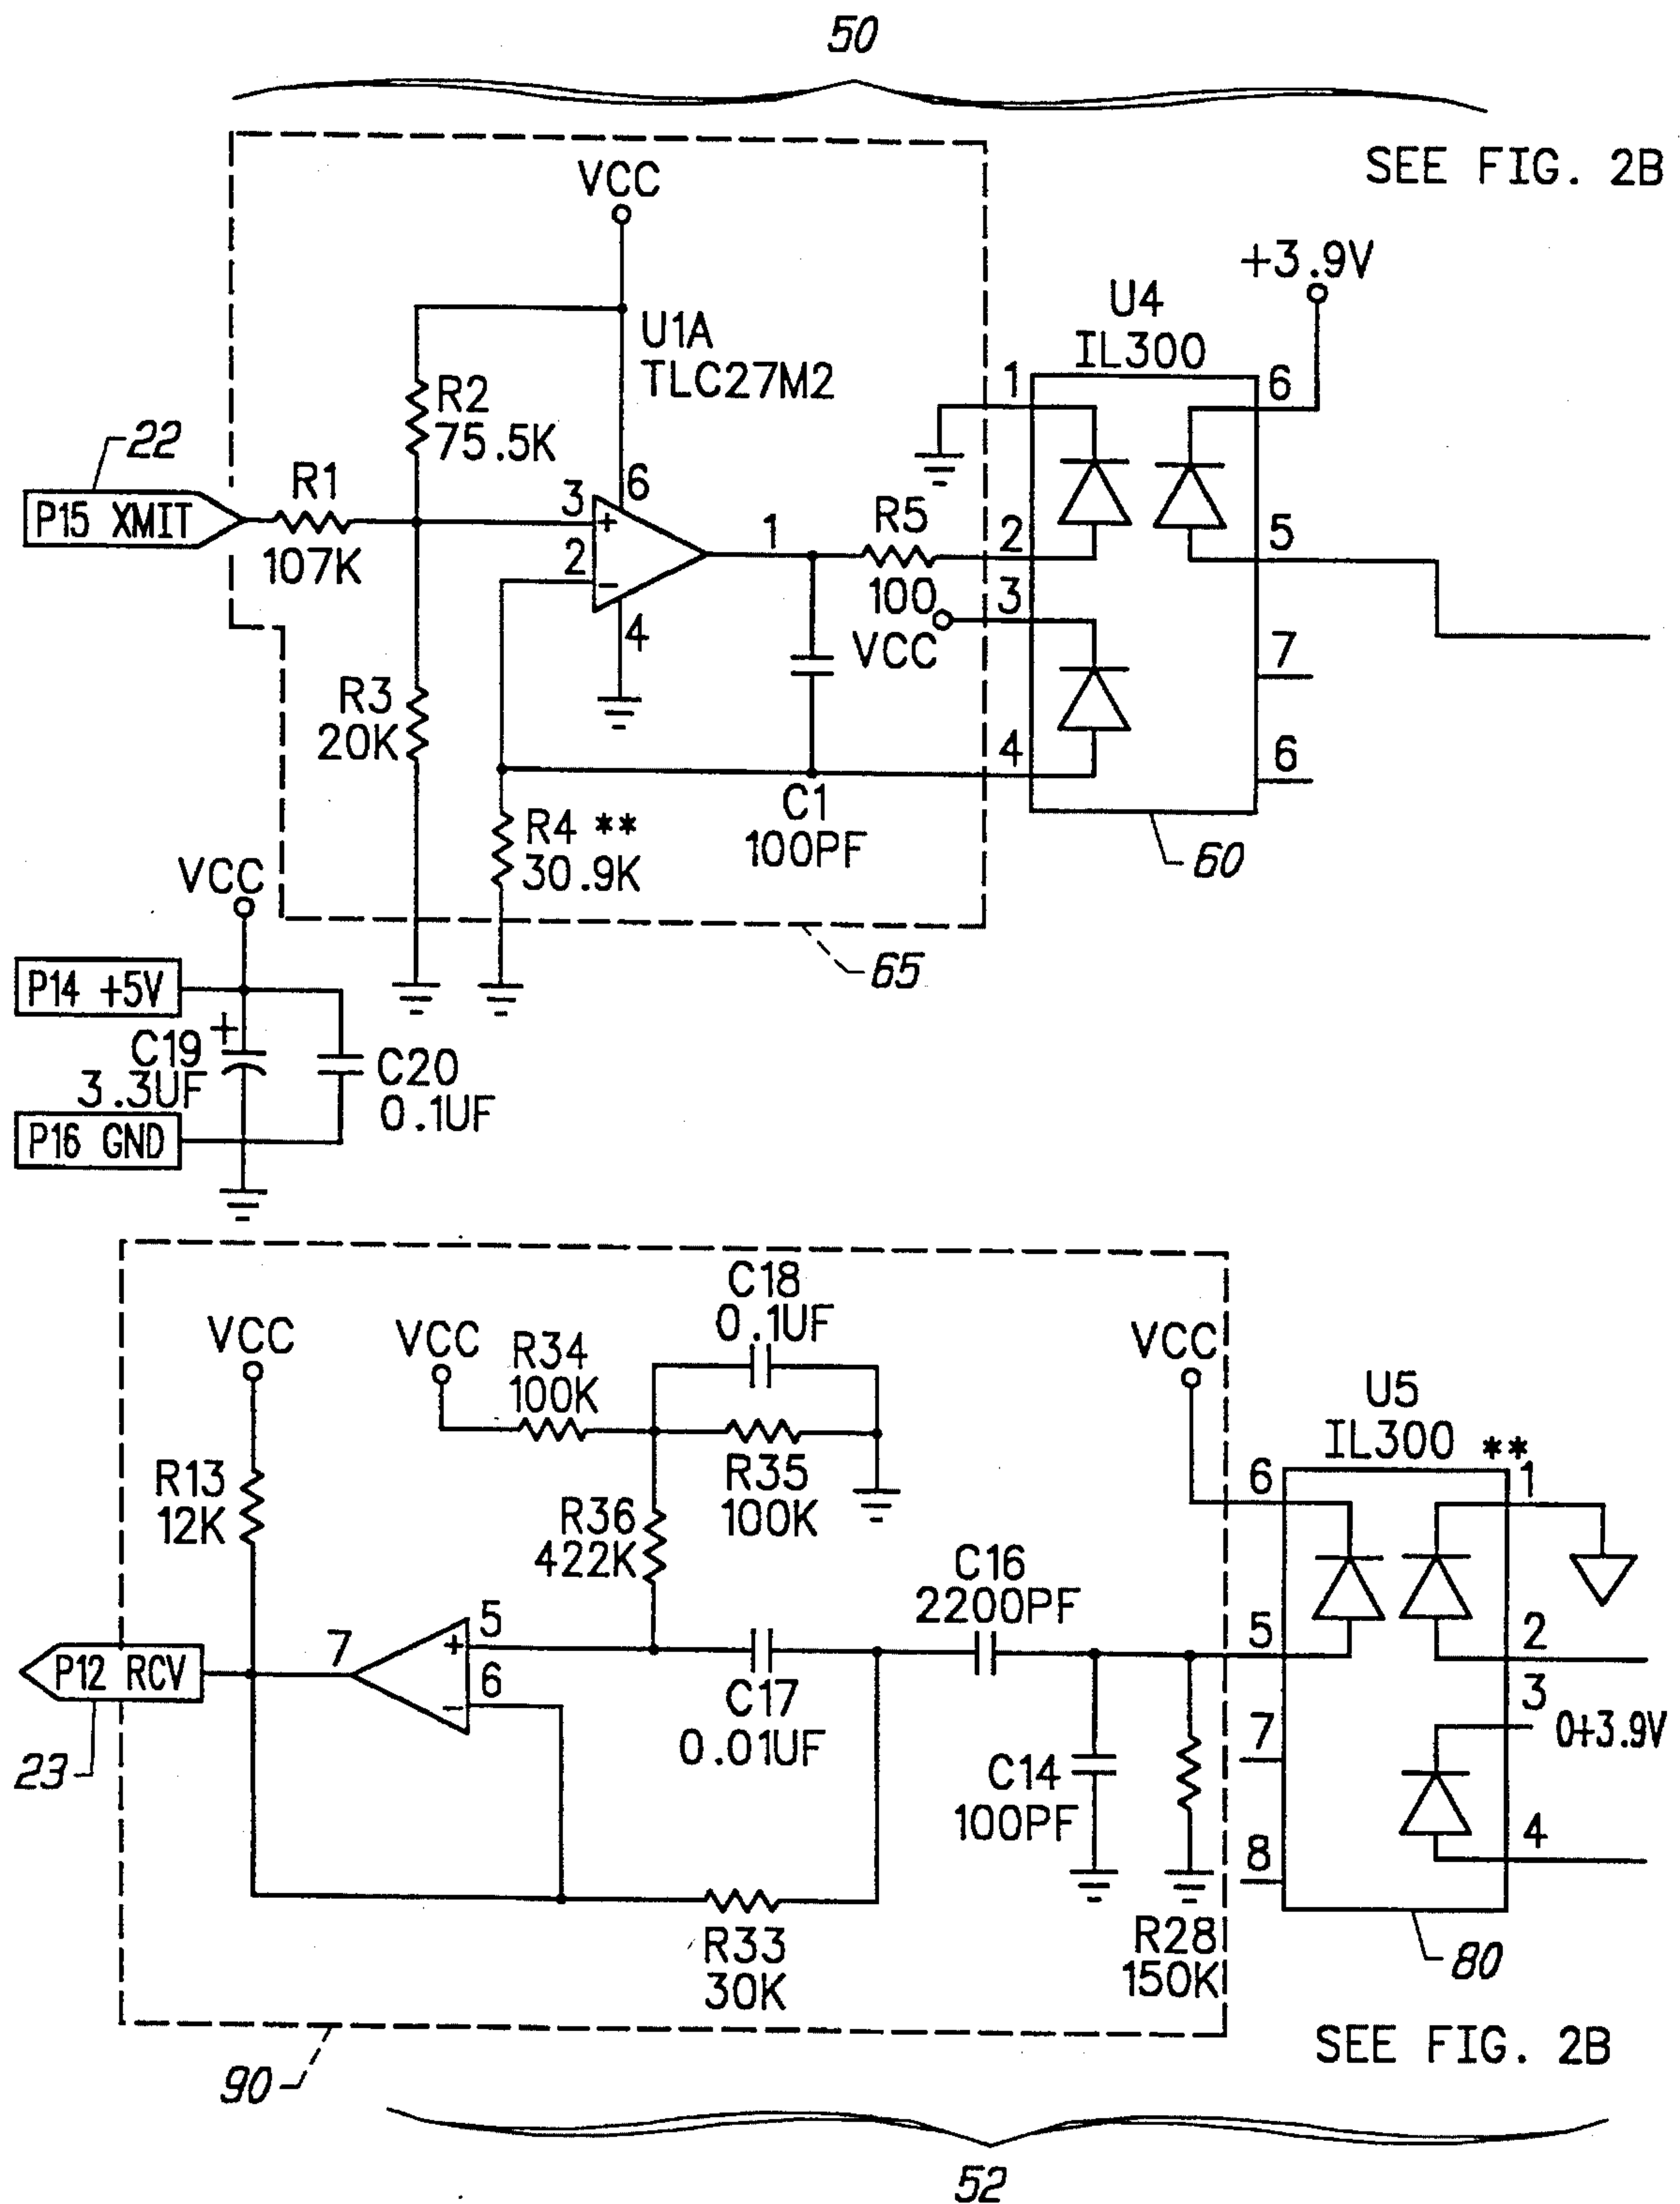 50
SEE FIG. 2B
VCC
+3.9V
U4
IL300
U1A
TLC27M2
R2
75.5K
1
6
22
P15 XMIT
R1
107K
3
+
6
2
-
4
1
R5
100
2
5
3
VCC
7
R3
20K
4
6
C1
100PF
R4 **
30.9K
60
VCC
65
P14 +5V
+
C19
3.3UF
C20
0.1UF
P16 GND
C18
0.1UF
VCC
VCC
R34
100K
VCC
U5
IL300 **
R13
12K
R35
100K
6
1
R36
422K
C16
2200PF
7
5
+
6
-
P12 RCV
5
2
C17
0.01UF
3
0+3.9V
23
7
C14
100PF
4
8
R33
30K
R28
150K
80
90
SEE FIG. 2B
52